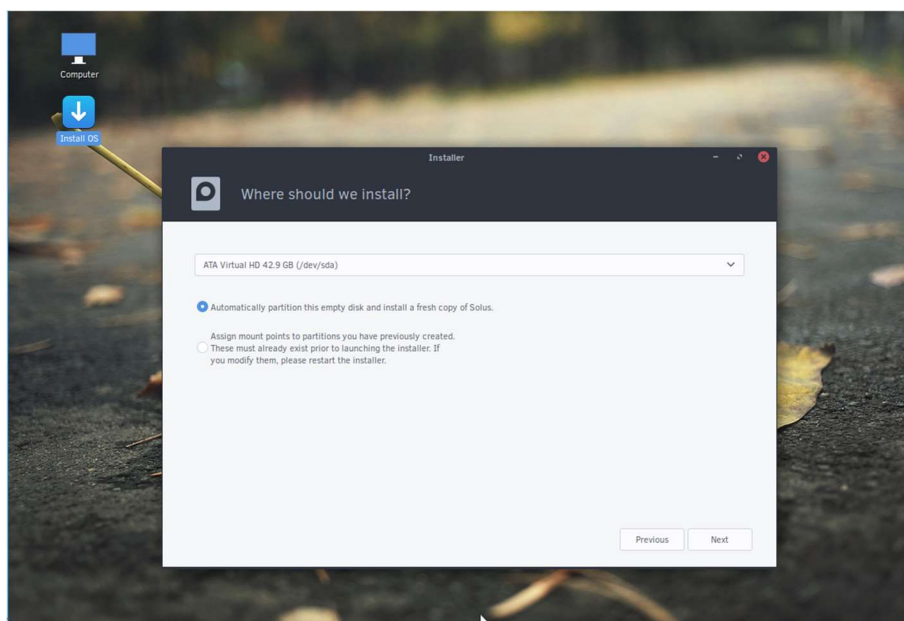 Computer
Install OS
Installer
Where should we install?
ATA Virtual HD 42.9 GB (/dev/sda)
Automatically partition this empty disk and install a fresh copy of Solus.
Assign mount points to partitions you have previously created.
These must already exist prior to launching the installer. If
you modify them, please restart the installer.
Previous
Next